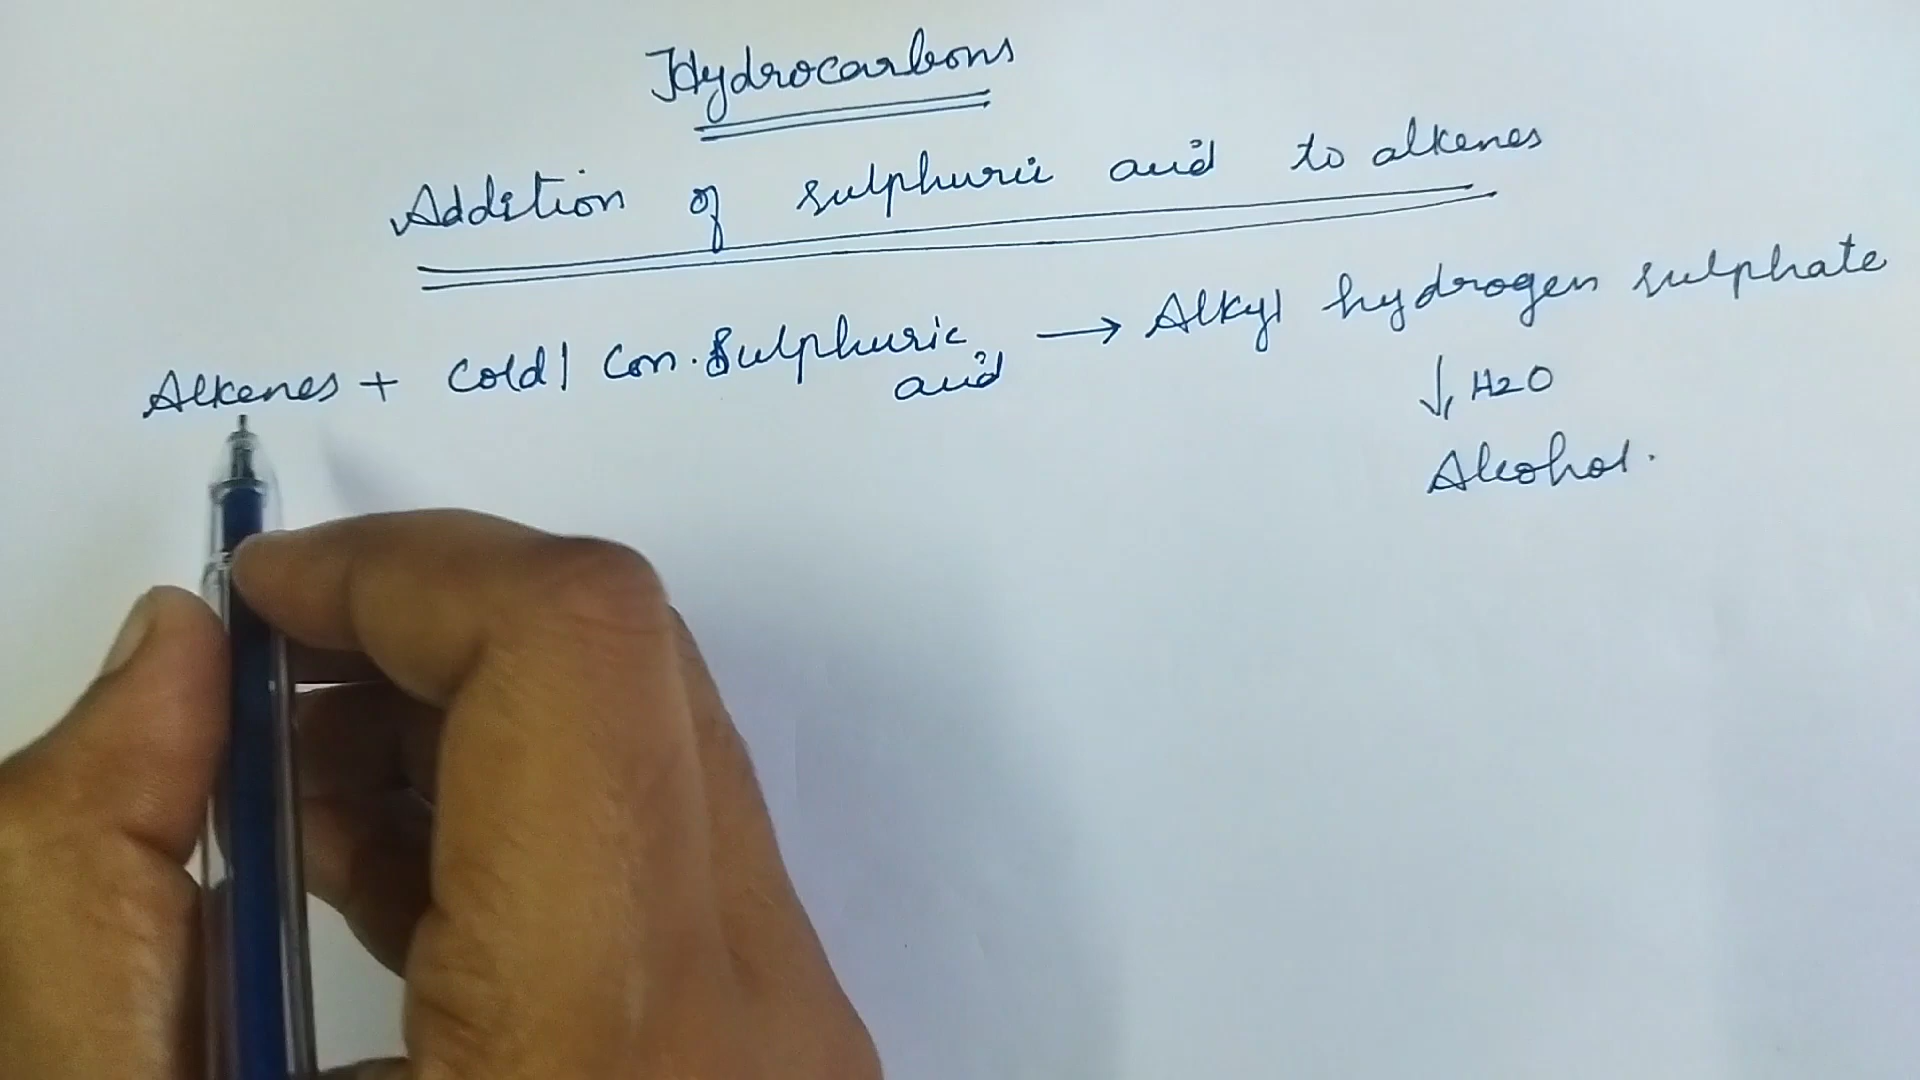 Hydrocarbons
Addition of sulphuric acid to alkenes
Alkenes + Cold | Con. Sulphuric acid → Alkyl hydrogen sulphate
↓ H2O
Alcohol.